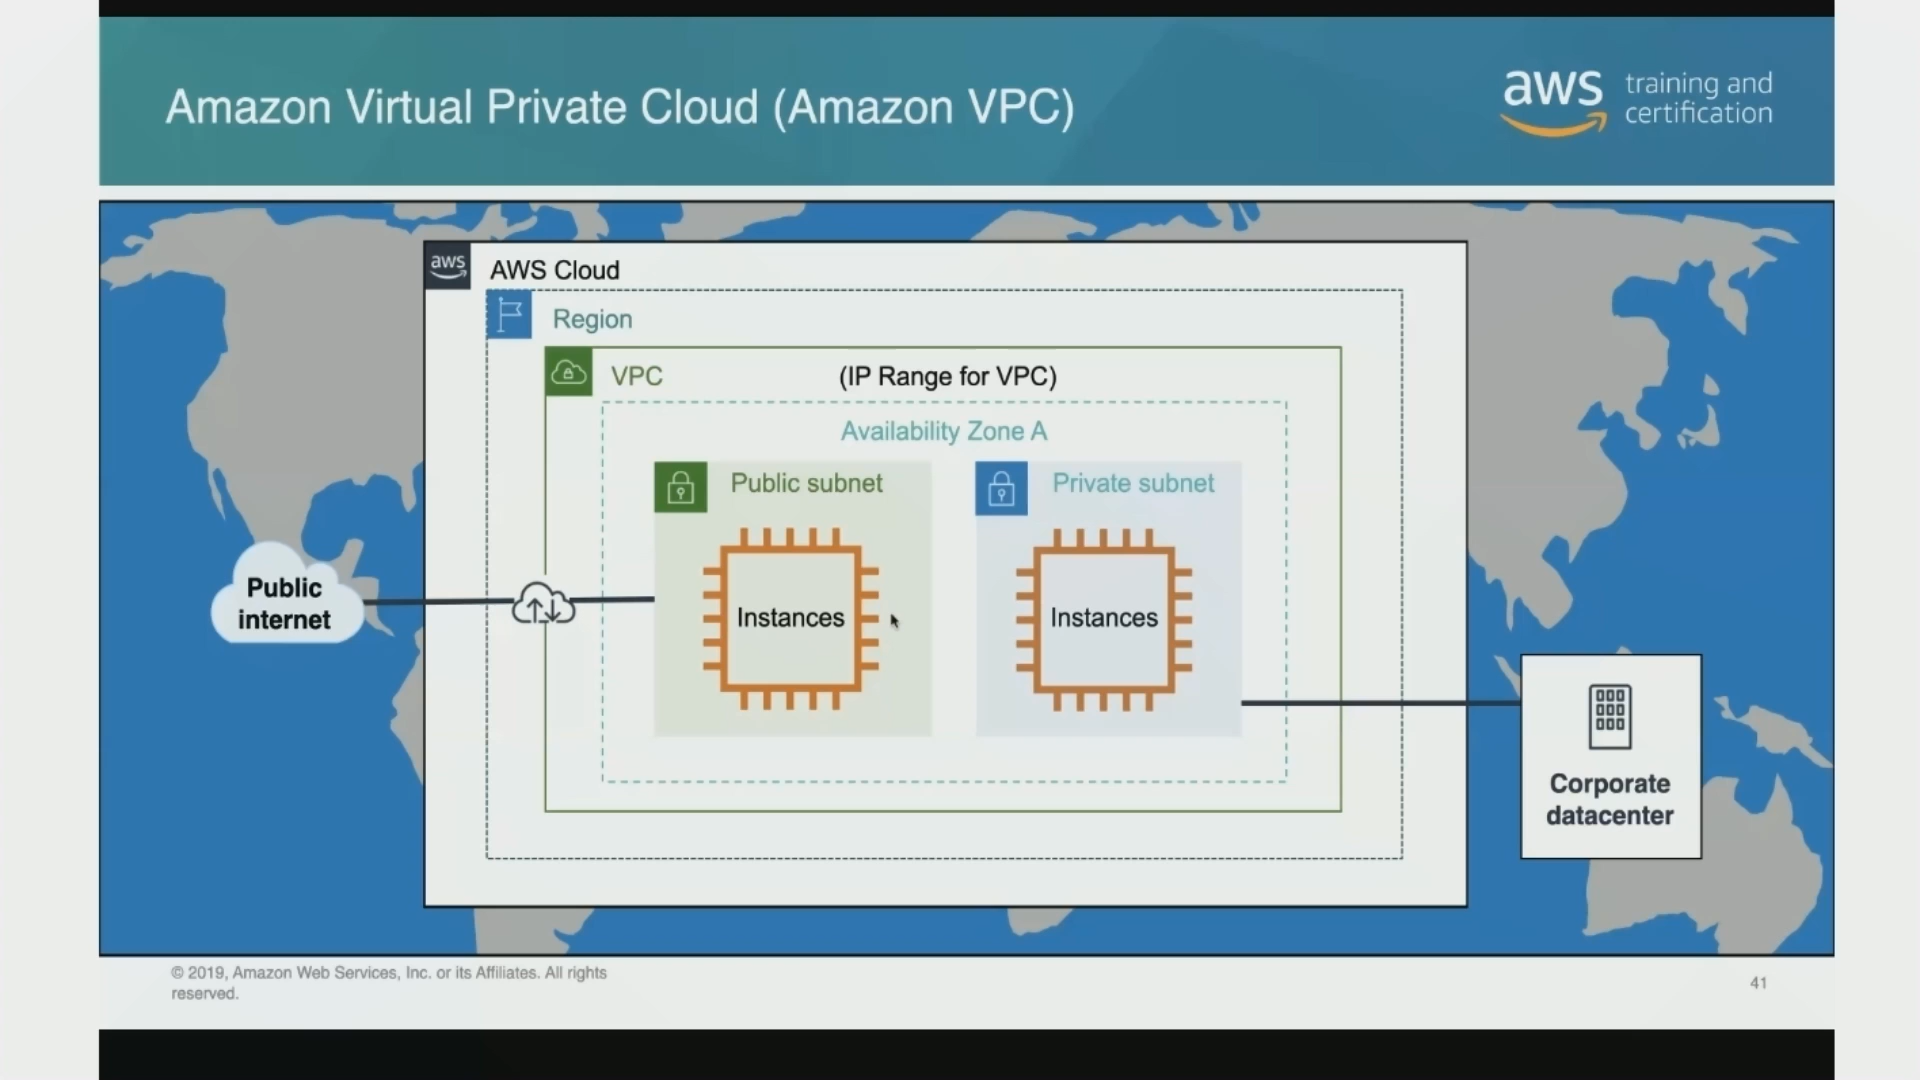 Amazon Virtual Private Cloud (Amazon VPC)
aws training and
certification
aws
AWS Cloud
Region
VPC
(IP Range for VPC)
Availability Zone A
Public subnet
Private subnet
Public
internet
Instances
Instances
Corporate
datacenter
© 2019, Amazon Web Services, Inc. or its Affiliates. All rights
reserved.
41